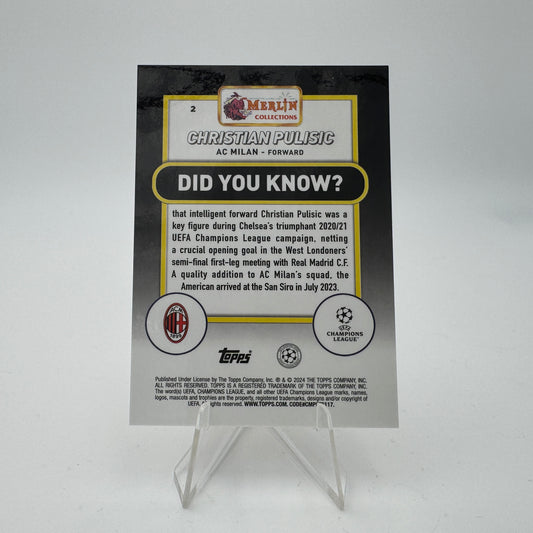 2
MERLIN
COLLECTIONS
CHRISTIAN PULISIC
AC MILAN - FORWARD
DID YOU KNOW?
that intelligent forward Christian Pulisic was a
key figure during Chelsea's triumphant 2020/21
UEFA Champions League campaign, netting
a crucial opening goal in the West Londoners'
semi-final first-leg meeting with Real Madrid C.F.
A quality addition to AC Milan's squad, the
American arrived at the San Siro in July 2023.
ACM
1899
UEFA
CHAMPIONS
LEAGUE
Topps
Published Under License by The Topps Company, Inc. ® & © 2024 THE TOPPS COMPANY, INC.
ALL RIGHTS RESERVED. TOPPS IS A REGISTERED TRADEMARK OF THE TOPPS COMPANY, INC.
The word(s) UEFA, CHAMPIONS LEAGUE, and all other UEFA Champions League marks, names,
logos, mascots and trophies are the property, registered trademarks, designs and/or copyright of
UEFA. All rights reserved. WWW.TOPPS.COM.